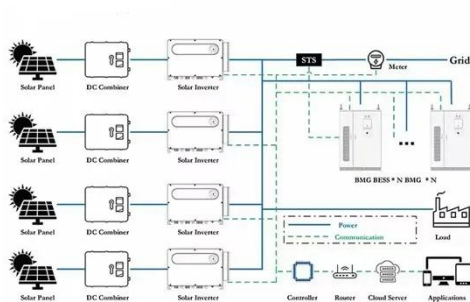 STS
Meter
Grid
Solar Panel DC Combiner Solar Inverter
Solar Panel DC Combiner Solar Inverter
BMG BESS * N BMG * N
Solar Panel DC Combiner Solar Inverter
Power
Communication
Load
Solar Panel DC Combiner Solar Inverter
Controller Router Cloud Server Application